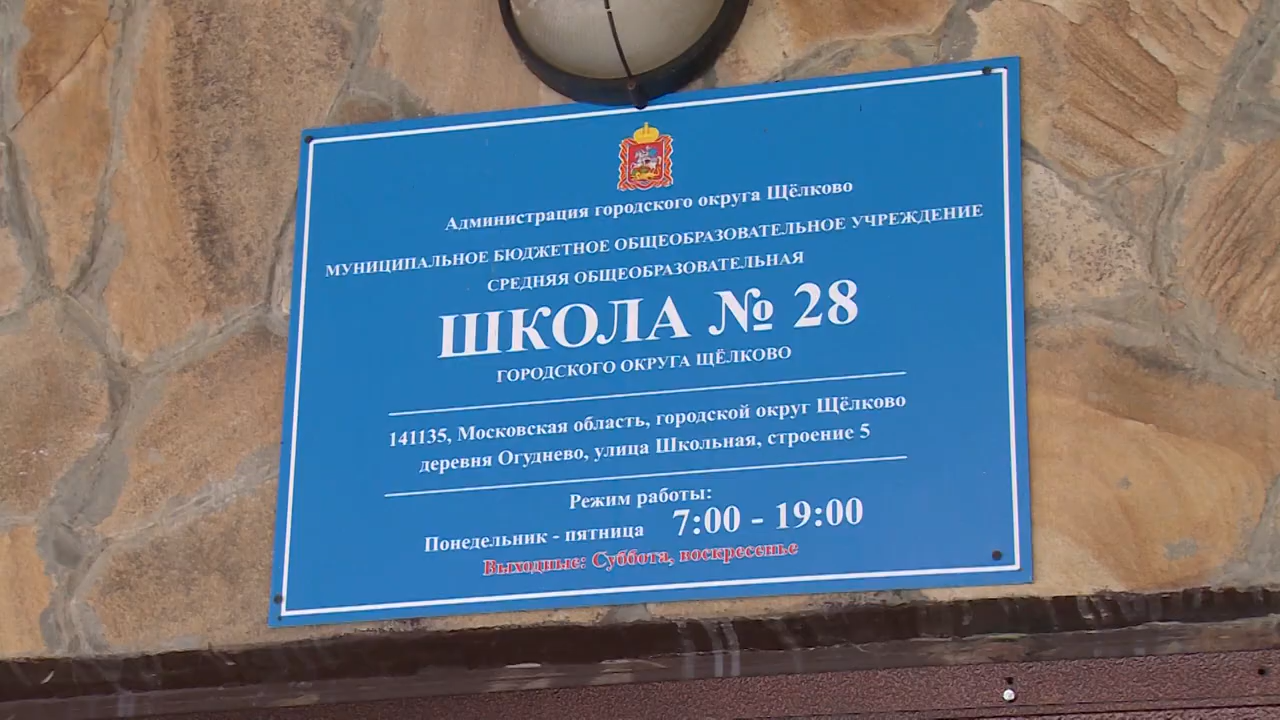 Администрация городского округа Щёлково
МУНИЦИПАЛЬНОЕ БЮДЖЕТНОЕ ОБЩЕОБРАЗОВАТЕЛЬНОЕ УЧРЕЖДЕНИЕ
СРЕДНЯЯ ОБЩЕОБРАЗОВАТЕЛЬНАЯ
ШКОЛА № 28
ГОРОДСКОГО ОКРУГА ЩЁЛКОВО
141135, Московская область, городской округ Щёлково
деревня Огуднево, улица Школьная, строение 5
Режим работы:
Понедельник - пятница 7:00 - 19:00
Выходные: Суббота, воскресенье